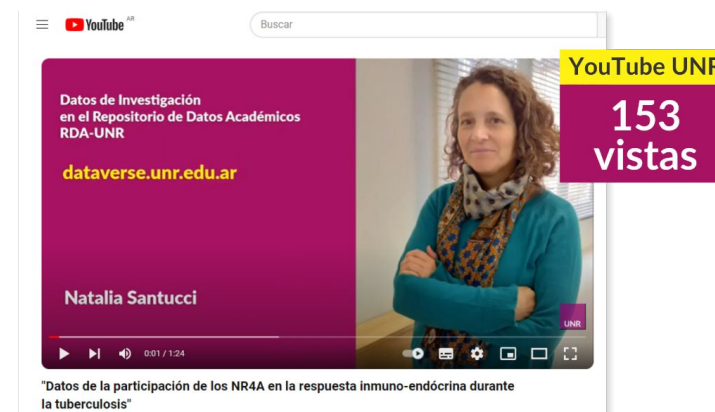 YouTube AR
Buscar
YouTube UNR
153
vistas
Datos de Investigación
en el Repositorio de Datos Académicos
RDA-UNR
dataverse.unr.edu.ar
Natalia Santucci
UNR
0:01 / 1:24
"Datos de la participación de los NR4A en la respuesta inmuno-endócrina durante
la tuberculosis"